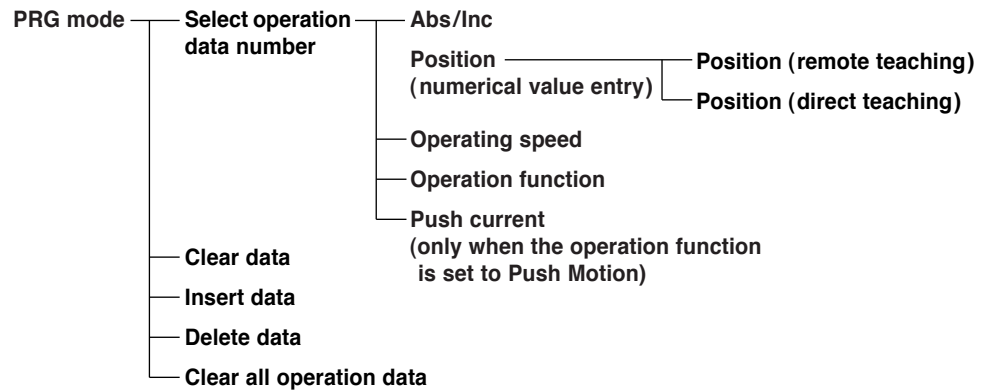 PRG mode
Select operation
data number
Abs/Inc
Position
(numerical value entry)
Position (remote teaching)
Position (direct teaching)
Operating speed
Operation function
Push current
(only when the operation function
is set to Push Motion)
Clear data
Insert data
Delete data
Clear all operation data